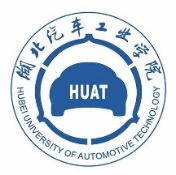 湖北汽车工业学院
HUAT
HUBEI UNIVERSITY OF AUTOMOTIVE TECHNOLOGY